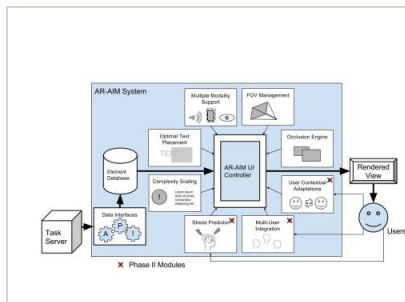 AR-AIM System
Multiple Modality
Support
FOV Management
Optimal Text
Placement
TEXT
Occlusion Engine
Element
Database
AR-AIM UI
Controller
Rendered
View
Complexity Scaling
User Contextual
Adaptations
Data Interfaces
A P I
Task
Server
Stress Predictor
Multi-User
Integration
Users
✖ Phase II Modules